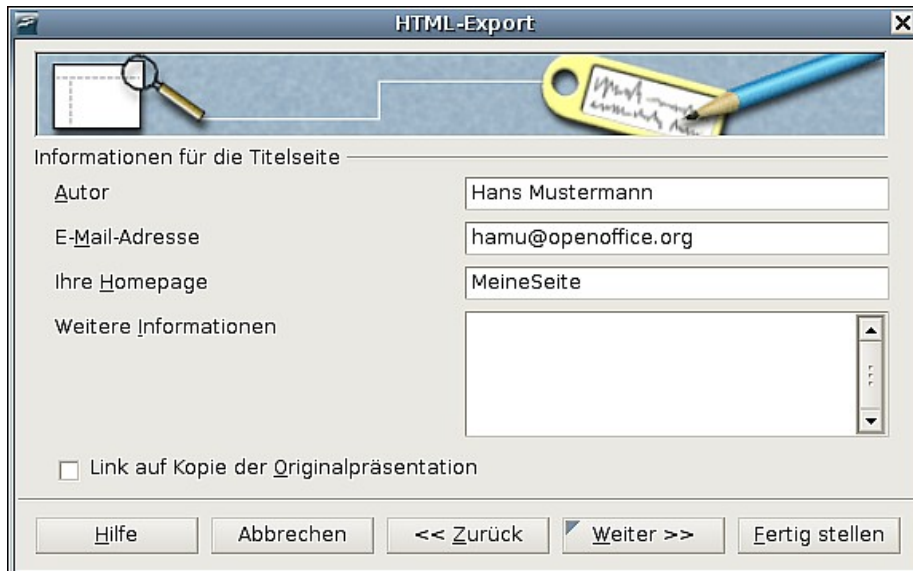 HTML-Export
Informationen für die Titelseite
Autor
Hans Mustermann
E-Mail-Adresse
hamu@openoffice.org
Ihre Homepage
MeineSeite
Weitere Informationen
Link auf Kopie der Originalpräsentation
Hilfe
Abbrechen
<< Zurück
Weiter >>
Fertig stellen